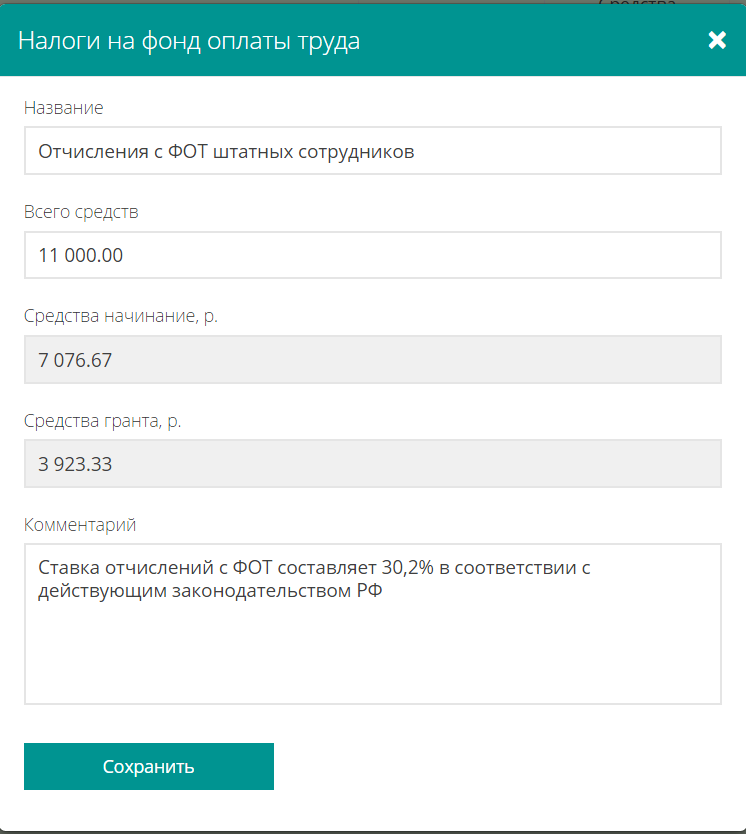 Налоги на фонд оплаты труда
Название
Отчисления с ФОТ штатных сотрудников
Всего средств
11 000.00
Средства начинание, р.
7 076.67
Средства гранта, р.
3 923.33
Комментарий
Ставка отчислений с ФОТ составляет 30,2% в соответствии с
действующим законодательством РФ
Сохранить